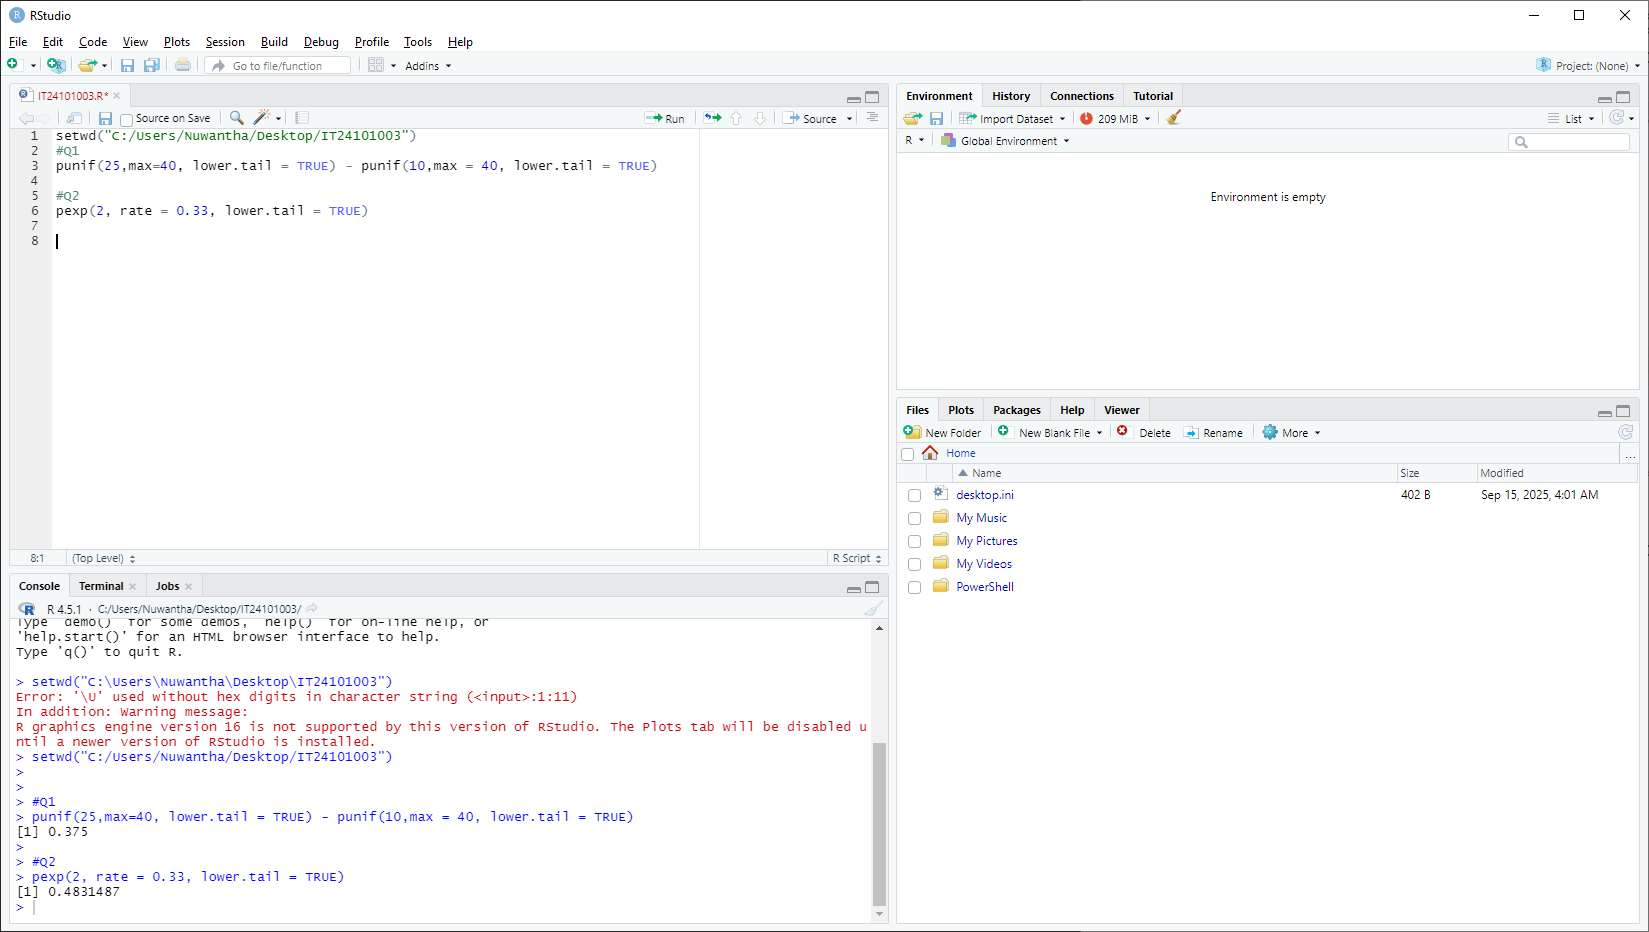 RStudio
File Edit Code View Plots Session Build Debug Profile Tools Help
Go to file/function Addins Project: (None)
IT24101003.R*
Source on Save Run Source
1 setwd("C:/Users/Nuwantha/Desktop/IT24101003")
2 #Q1
3 punif(25,max=40, lower.tail = TRUE) - punif(10,max = 40, lower.tail = TRUE)
4
5 #Q2
6 pexp(2, rate = 0.33, lower.tail = TRUE)
7
8
8:1 (Top Level) R Script
Console Terminal Jobs
R 4.5.1 · C:/Users/Nuwantha/Desktop/IT24101003/
Type 'demo()' for some demos, 'help()' for on-line help, or
'help.start()' for an HTML browser interface to help.
Type 'q()' to quit R.
> setwd("C:\Users\Nuwantha\Desktop\IT24101003")
Error: '\U' used without hex digits in character string (<input>:1:11)
In addition: Warning message:
R graphics engine version 16 is not supported by this version of RStudio. The Plots tab will be disabled u
ntil a newer version of RStudio is installed.
> setwd("C:/Users/Nuwantha/Desktop/IT24101003")
>
>
> #Q1
> punif(25,max=40, lower.tail = TRUE) - punif(10,max = 40, lower.tail = TRUE)
[1] 0.375
>
> #Q2
> pexp(2, rate = 0.33, lower.tail = TRUE)
[1] 0.4831487
>
Environment History Connections Tutorial
Import Dataset 209 MiB List
R Global Environment
Environment is empty
Files Plots Packages Help Viewer
New Folder New Blank File Delete Rename More
Home ...
Name Size Modified
desktop.ini 402 B Sep 15, 2025, 4:01 AM
My Music
My Pictures
My Videos
PowerShell